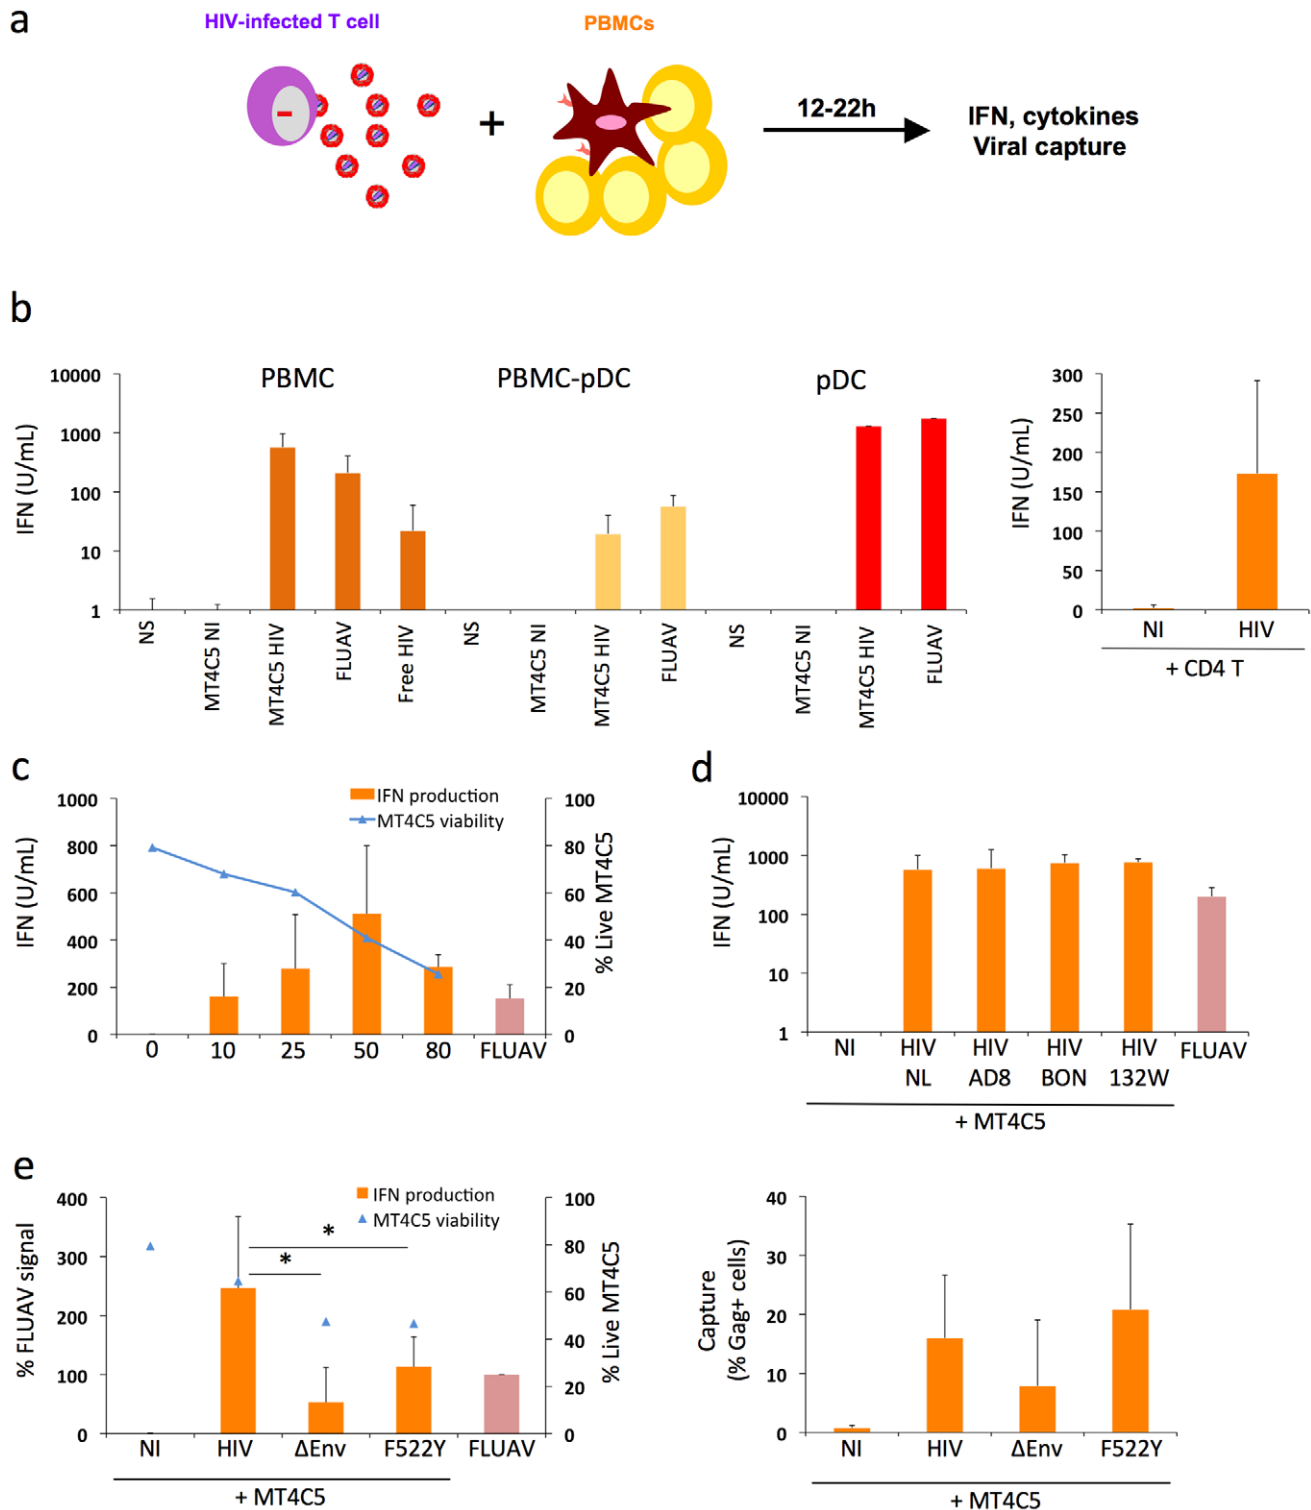 a
HIV-infected T cell
PBMCs
+
12-22h
IFN, cytokines
Viral capture
b
PBMC
PBMC-pDC
pDC
IFN (U/mL)
10000
1000
100
10
1
NS
MT4C5 NI
MT4C5 HIV
FLUAV
Free HIV
NS
MT4C5 NI
MT4C5 HIV
FLUAV
NS
MT4C5 NI
MT4C5 HIV
FLUAV
IFN (U/mL)
300
250
200
150
100
50
0
NI HIV
+ CD4 T
c
IFN (U/mL)
1000
800
600
400
200
0
IFN production
MT4C5 viability
100
80
60
40
20
0
% Live MT4C5
0 10 25 50 80 FLUAV
d
IFN (U/mL)
10000
1000
100
10
1
NI HIV HIV HIV HIV FLUAV
NL AD8 BON 132W
+ MT4C5
e
% FLUAV signal
400
300
200
100
0
IFN production
MT4C5 viability
*
*
100
80
60
40
20
0
% Live MT4C5
NI HIV ΔEnv F522Y FLUAV
+ MT4C5
Capture
(% Gag+ cells)
40
30
20
10
0
NI HIV ΔEnv F522Y
+ MT4C5